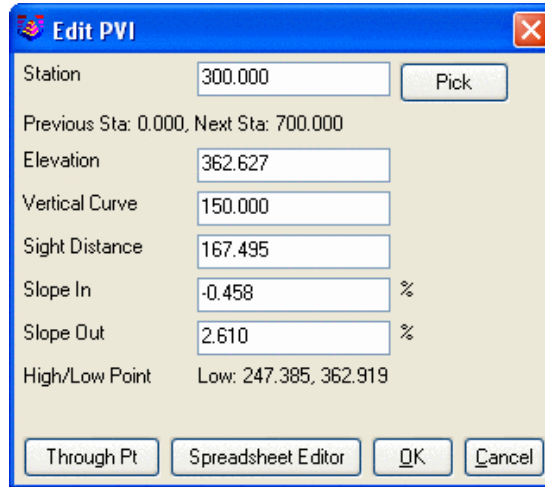 Edit PVI
Station 300.000 Pick
Previous Sta: 0.000, Next Sta: 700.000
Elevation 362.627
Vertical Curve 150.000
Sight Distance 167.495
Slope In -0.458 %
Slope Out 2.610 %
High/Low Point Low: 247.385, 362.919
Through Pt Spreadsheet Editor OK Cancel